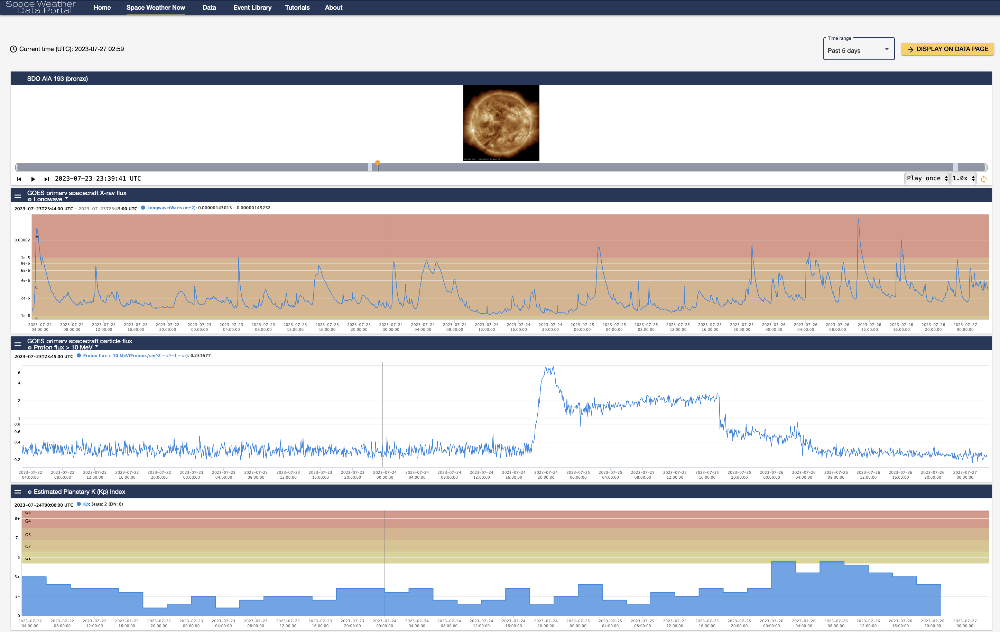 Space Weather
Data Portal
Home Space Weather Now Data Event Library Tutorials About
Current time (UTC): 2023-07-27 02:59
Time range
Past 5 days
DISPLAY ON DATA PAGE
SDO AIA 193 (bronze)
2023-07-23 23:39:41 UTC
Play once 1.0x
GOES primary spacecraft X-ray flux
Longwave
2023-07-23T23:44:00 UTC - 2023-07-23T23:45:00 UTC Longwave(Watts/m^2): 0.00000143013 - 0.00000145252
M
0.00002
1e-5
8e-6
6e-6
4e-6
C
2e-6
1e-6
B
2023-07-22 2023-07-22 2023-07-22 2023-07-22 2023-07-22 2023-07-23 2023-07-23 2023-07-23 2023-07-23 2023-07-23 2023-07-23 2023-07-24 2023-07-24 2023-07-24 2023-07-24 2023-07-24 2023-07-24 2023-07-25 2023-07-25 2023-07-25 2023-07-25 2023-07-25 2023-07-25 2023-07-26 2023-07-26 2023-07-26 2023-07-26 2023-07-26 2023-07-26 2023-07-27
04:00:00 08:00:00 12:00:00 16:00:00 20:00:00 00:00:00 04:00:00 08:00:00 12:00:00 16:00:00 20:00:00 00:00:00 04:00:00 08:00:00 12:00:00 16:00:00 20:00:00 00:00:00 04:00:00 08:00:00 12:00:00 16:00:00 20:00:00 00:00:00 04:00:00 08:00:00 12:00:00 16:00:00 20:00:00 00:00:00
GOES primary spacecraft particle flux
Proton flux > 10 MeV
2023-07-23T23:45:00 UTC Proton flux > 10 MeV(Protons/cm^2 - s^-1 - sr): 0.231677
6
4
2
1
0.8
0.6
0.4
0.2
2023-07-22 2023-07-22 2023-07-22 2023-07-22 2023-07-22 2023-07-23 2023-07-23 2023-07-23 2023-07-23 2023-07-23 2023-07-23 2023-07-24 2023-07-24 2023-07-24 2023-07-24 2023-07-24 2023-07-24 2023-07-25 2023-07-25 2023-07-25 2023-07-25 2023-07-25 2023-07-25 2023-07-26 2023-07-26 2023-07-26 2023-07-26 2023-07-26 2023-07-26 2023-07-27
04:00:00 08:00:00 12:00:00 16:00:00 20:00:00 00:00:00 04:00:00 08:00:00 12:00:00 16:00:00 20:00:00 00:00:00 04:00:00 08:00:00 12:00:00 16:00:00 20:00:00 00:00:00 04:00:00 08:00:00 12:00:00 16:00:00 20:00:00 00:00:00 04:00:00 08:00:00 12:00:00 16:00:00 20:00:00 00:00:00
Estimated Planetary K (Kp) Index
2023-07-24T00:00:00 UTC Kp: State: 2 (DN: 6)
G5
8+
G4
G3
7-
G2
5 G1
3+
2-
0
2023-07-22 2023-07-22 2023-07-22 2023-07-22 2023-07-22 2023-07-23 2023-07-23 2023-07-23 2023-07-23 2023-07-23 2023-07-23 2023-07-24 2023-07-24 2023-07-24 2023-07-24 2023-07-24 2023-07-24 2023-07-25 2023-07-25 2023-07-25 2023-07-25 2023-07-25 2023-07-25 2023-07-26 2023-07-26 2023-07-26 2023-07-26 2023-07-26 2023-07-26 2023-07-27
04:00:00 08:00:00 12:00:00 16:00:00 20:00:00 00:00:00 04:00:00 08:00:00 12:00:00 16:00:00 20:00:00 00:00:00 04:00:00 08:00:00 12:00:00 16:00:00 20:00:00 00:00:00 04:00:00 08:00:00 12:00:00 16:00:00 20:00:00 00:00:00 04:00:00 08:00:00 12:00:00 16:00:00 20:00:00 00:00:00